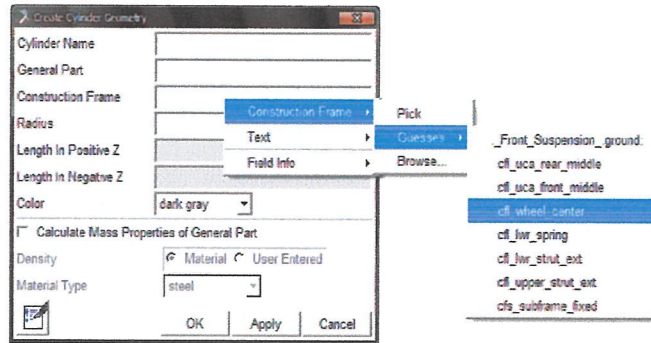 Create Cylinder Geometry
Cylinder Name
General Part
Construction Frame
Radius
Length In Positive Z
Length In Negative Z
Color
dark gray
Construction Frame
Text
Field Info
Pick
Guesses
Browse...
_Front_Suspension_.ground:
cfl_uca_rear_middle
cfl_uca_front_middle
cfl_wheel_center
cfl_lwr_spring
cfl_lwr_strut_ext
cfl_upper_strut_ext
cfs_subframe_fixed
Calculate Mass Properties of General Part
Density
Material
User Entered
Material Type
steel
OK
Apply
Cancel